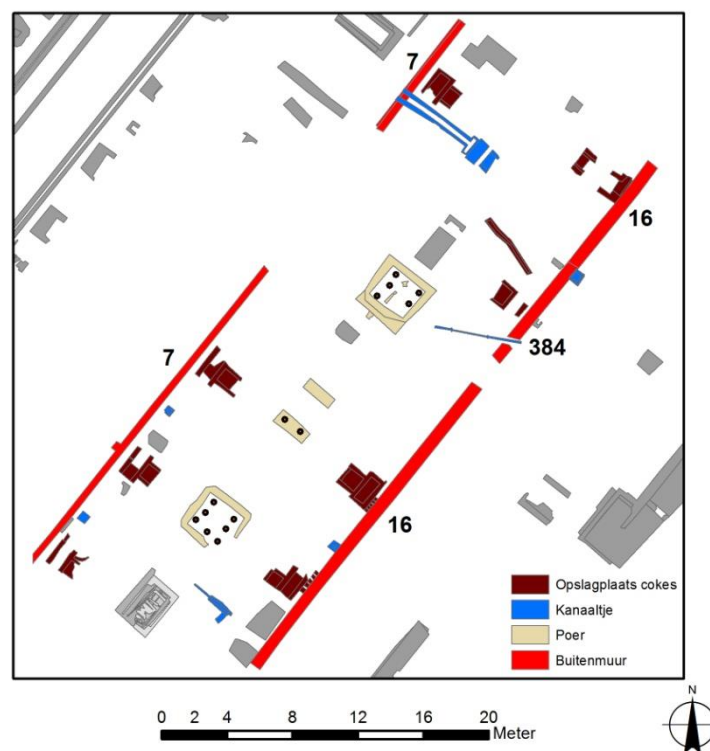 7
16
384
7
16
Opslagplaats cokes
Kanaaltje
Poer
Buitenmuur
N
0 2 4 8 12 16 20
Meter